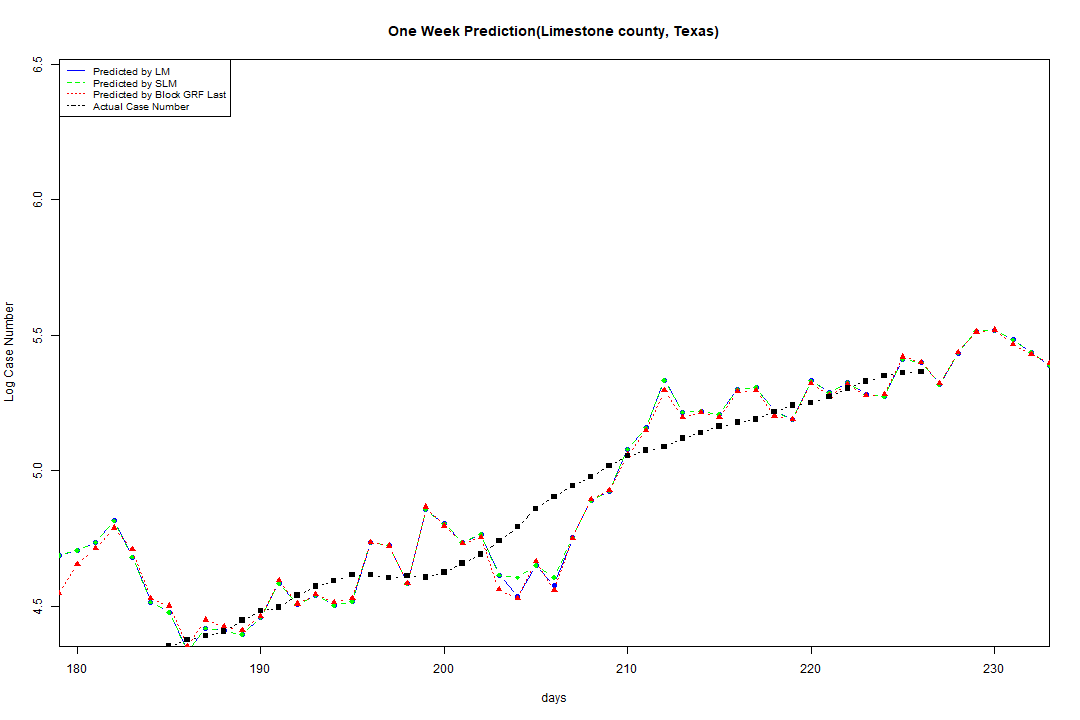 One Week Prediction(Limestone county, Texas)
Predicted by LM
Predicted by SLM
Predicted by Block GRF Last
Actual Case Number
6.5
6.0
5.5
5.0
4.5
Log Case Number
180 190 200 210 220 230
days